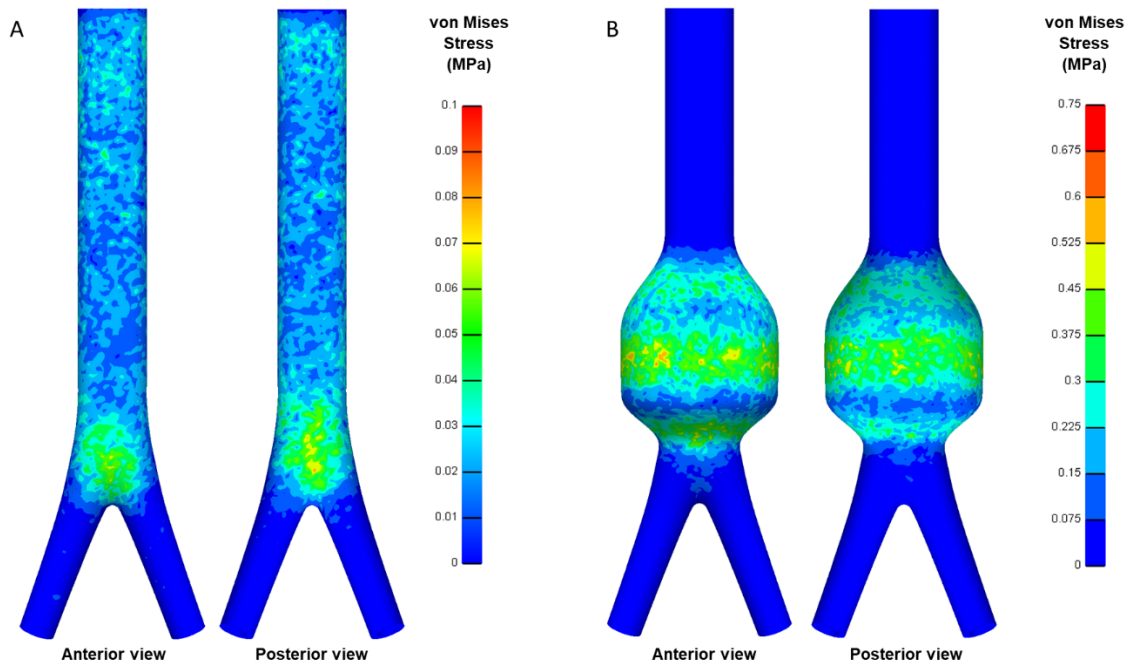 A
von Mises
Stress
(MPa)
0.1
0.09
0.08
0.07
0.06
0.05
0.04
0.03
0.02
0.01
0
Anterior view
Posterior view
B
von Mises
Stress
(MPa)
0.75
0.675
0.6
0.525
0.45
0.375
0.3
0.225
0.15
0.075
0
Anterior view
Posterior view